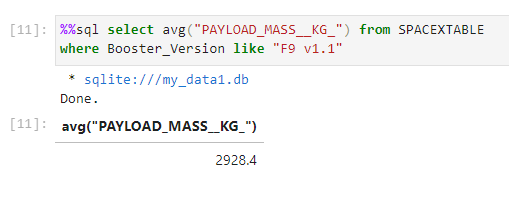 [11]: %%sql select avg("PAYLOAD_MASS__KG_") from SPACEXTABLE
where Booster_Version like "F9 v1.1"
* sqlite:///my_data1.db
Done.
[11]: avg("PAYLOAD_MASS__KG_")
2928.4